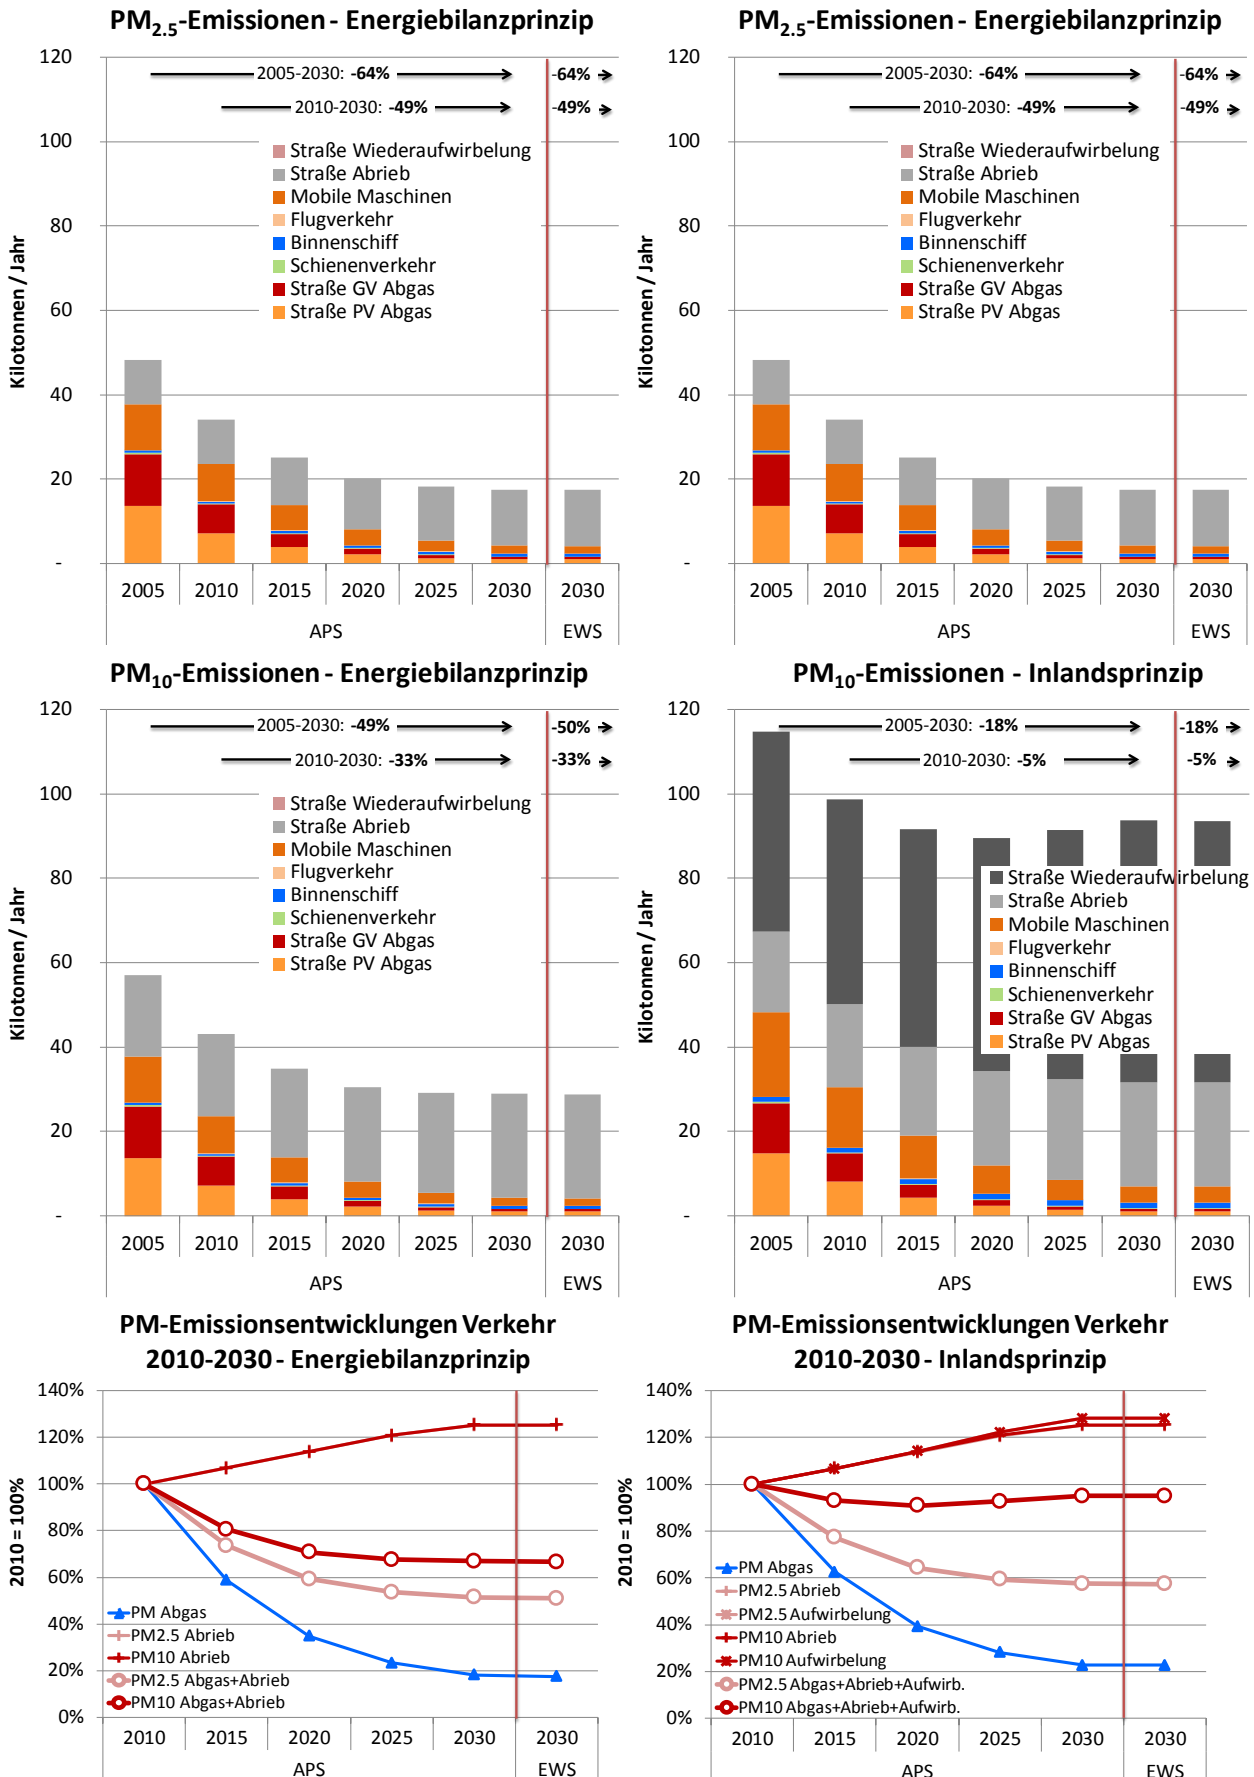 PM2.5-Emissionen - Energiebilanzprinzip
120
100
80
60
40
20
-
Kilotonnen / Jahr
2005-2030: -64%
-64%
2010-2030: -49%
-49%
Straße Wiederaufwirbelung
Straße Abrieb
Mobile Maschinen
Flugverkehr
Binnenschiff
Schienenverkehr
Straße GV Abgas
Straße PV Abgas
2005 2010 2015 2020 2025 2030 2030
APS EWS
PM2.5-Emissionen - Energiebilanzprinzip
120
100
80
60
40
20
-
Kilotonnen / Jahr
2005-2030: -64%
-64%
2010-2030: -49%
-49%
Straße Wiederaufwirbelung
Straße Abrieb
Mobile Maschinen
Flugverkehr
Binnenschiff
Schienenverkehr
Straße GV Abgas
Straße PV Abgas
2005 2010 2015 2020 2025 2030 2030
APS EWS
PM10-Emissionen - Energiebilanzprinzip
120
100
80
60
40
20
-
Kilotonnen / Jahr
2005-2030: -49%
-50%
2010-2030: -33%
-33%
Straße Wiederaufwirbelung
Straße Abrieb
Mobile Maschinen
Flugverkehr
Binnenschiff
Schienenverkehr
Straße GV Abgas
Straße PV Abgas
2005 2010 2015 2020 2025 2030 2030
APS EWS
PM10-Emissionen - Inlandsprinzip
120
100
80
60
40
20
-
Kilotonnen / Jahr
2005-2030: -18%
-18%
2010-2030: -5%
-5%
Straße Wiederaufwirbelung
Straße Abrieb
Mobile Maschinen
Flugverkehr
Binnenschiff
Schienenverkehr
Straße GV Abgas
Straße PV Abgas
2005 2010 2015 2020 2025 2030 2030
APS EWS
PM-Emissionsentwicklungen Verkehr
2010-2030 - Energiebilanzprinzip
140%
120%
100%
80%
60%
40%
20%
0%
2010 = 100%
PM Abgas
PM2.5 Abrieb
PM10 Abrieb
PM2.5 Abgas+Abrieb
PM10 Abgas+Abrieb
2010 2015 2020 2025 2030 2030
APS EWS
PM-Emissionsentwicklungen Verkehr
2010-2030 - Inlandsprinzip
140%
120%
100%
80%
60%
40%
20%
0%
2010 = 100%
PM Abgas
PM2.5 Abrieb
PM2.5 Aufwirbelung
PM10 Abrieb
PM10 Aufwirbelung
PM2.5 Abgas+Abrieb+Aufwirb.
PM10 Abgas+Abrieb+Aufwirb.
2010 2015 2020 2025 2030 2030
APS EWS